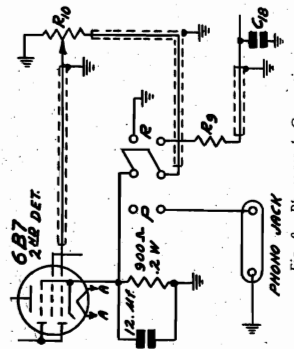 6B7
2ND DET.
R10
R9
C18
R
P
A
A
900 Ω
.2 W
12. MF.
PHONO JACK